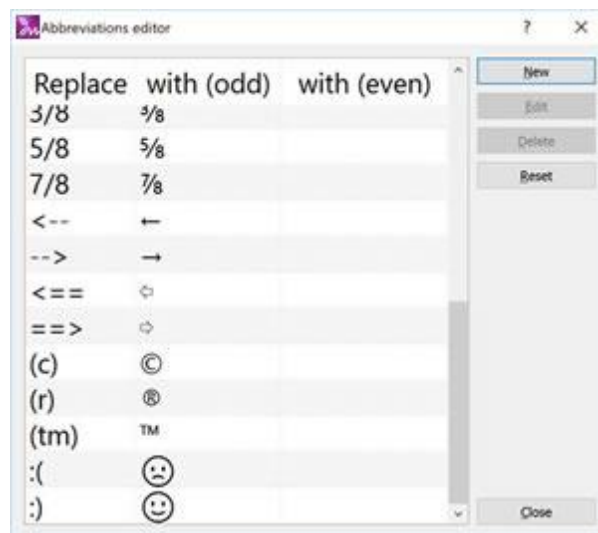 Abbreviations editor ? ×
Replace with (odd) with (even)
3/8 ⅜
5/8 ⅝
7/8 ⅞
<-- ←
--> →
<== ⇦
==> ⇨
(c) ©
(r) ®
(tm) ™
:( ☹
:) ☺
New
Edit
Delete
Reset
Close